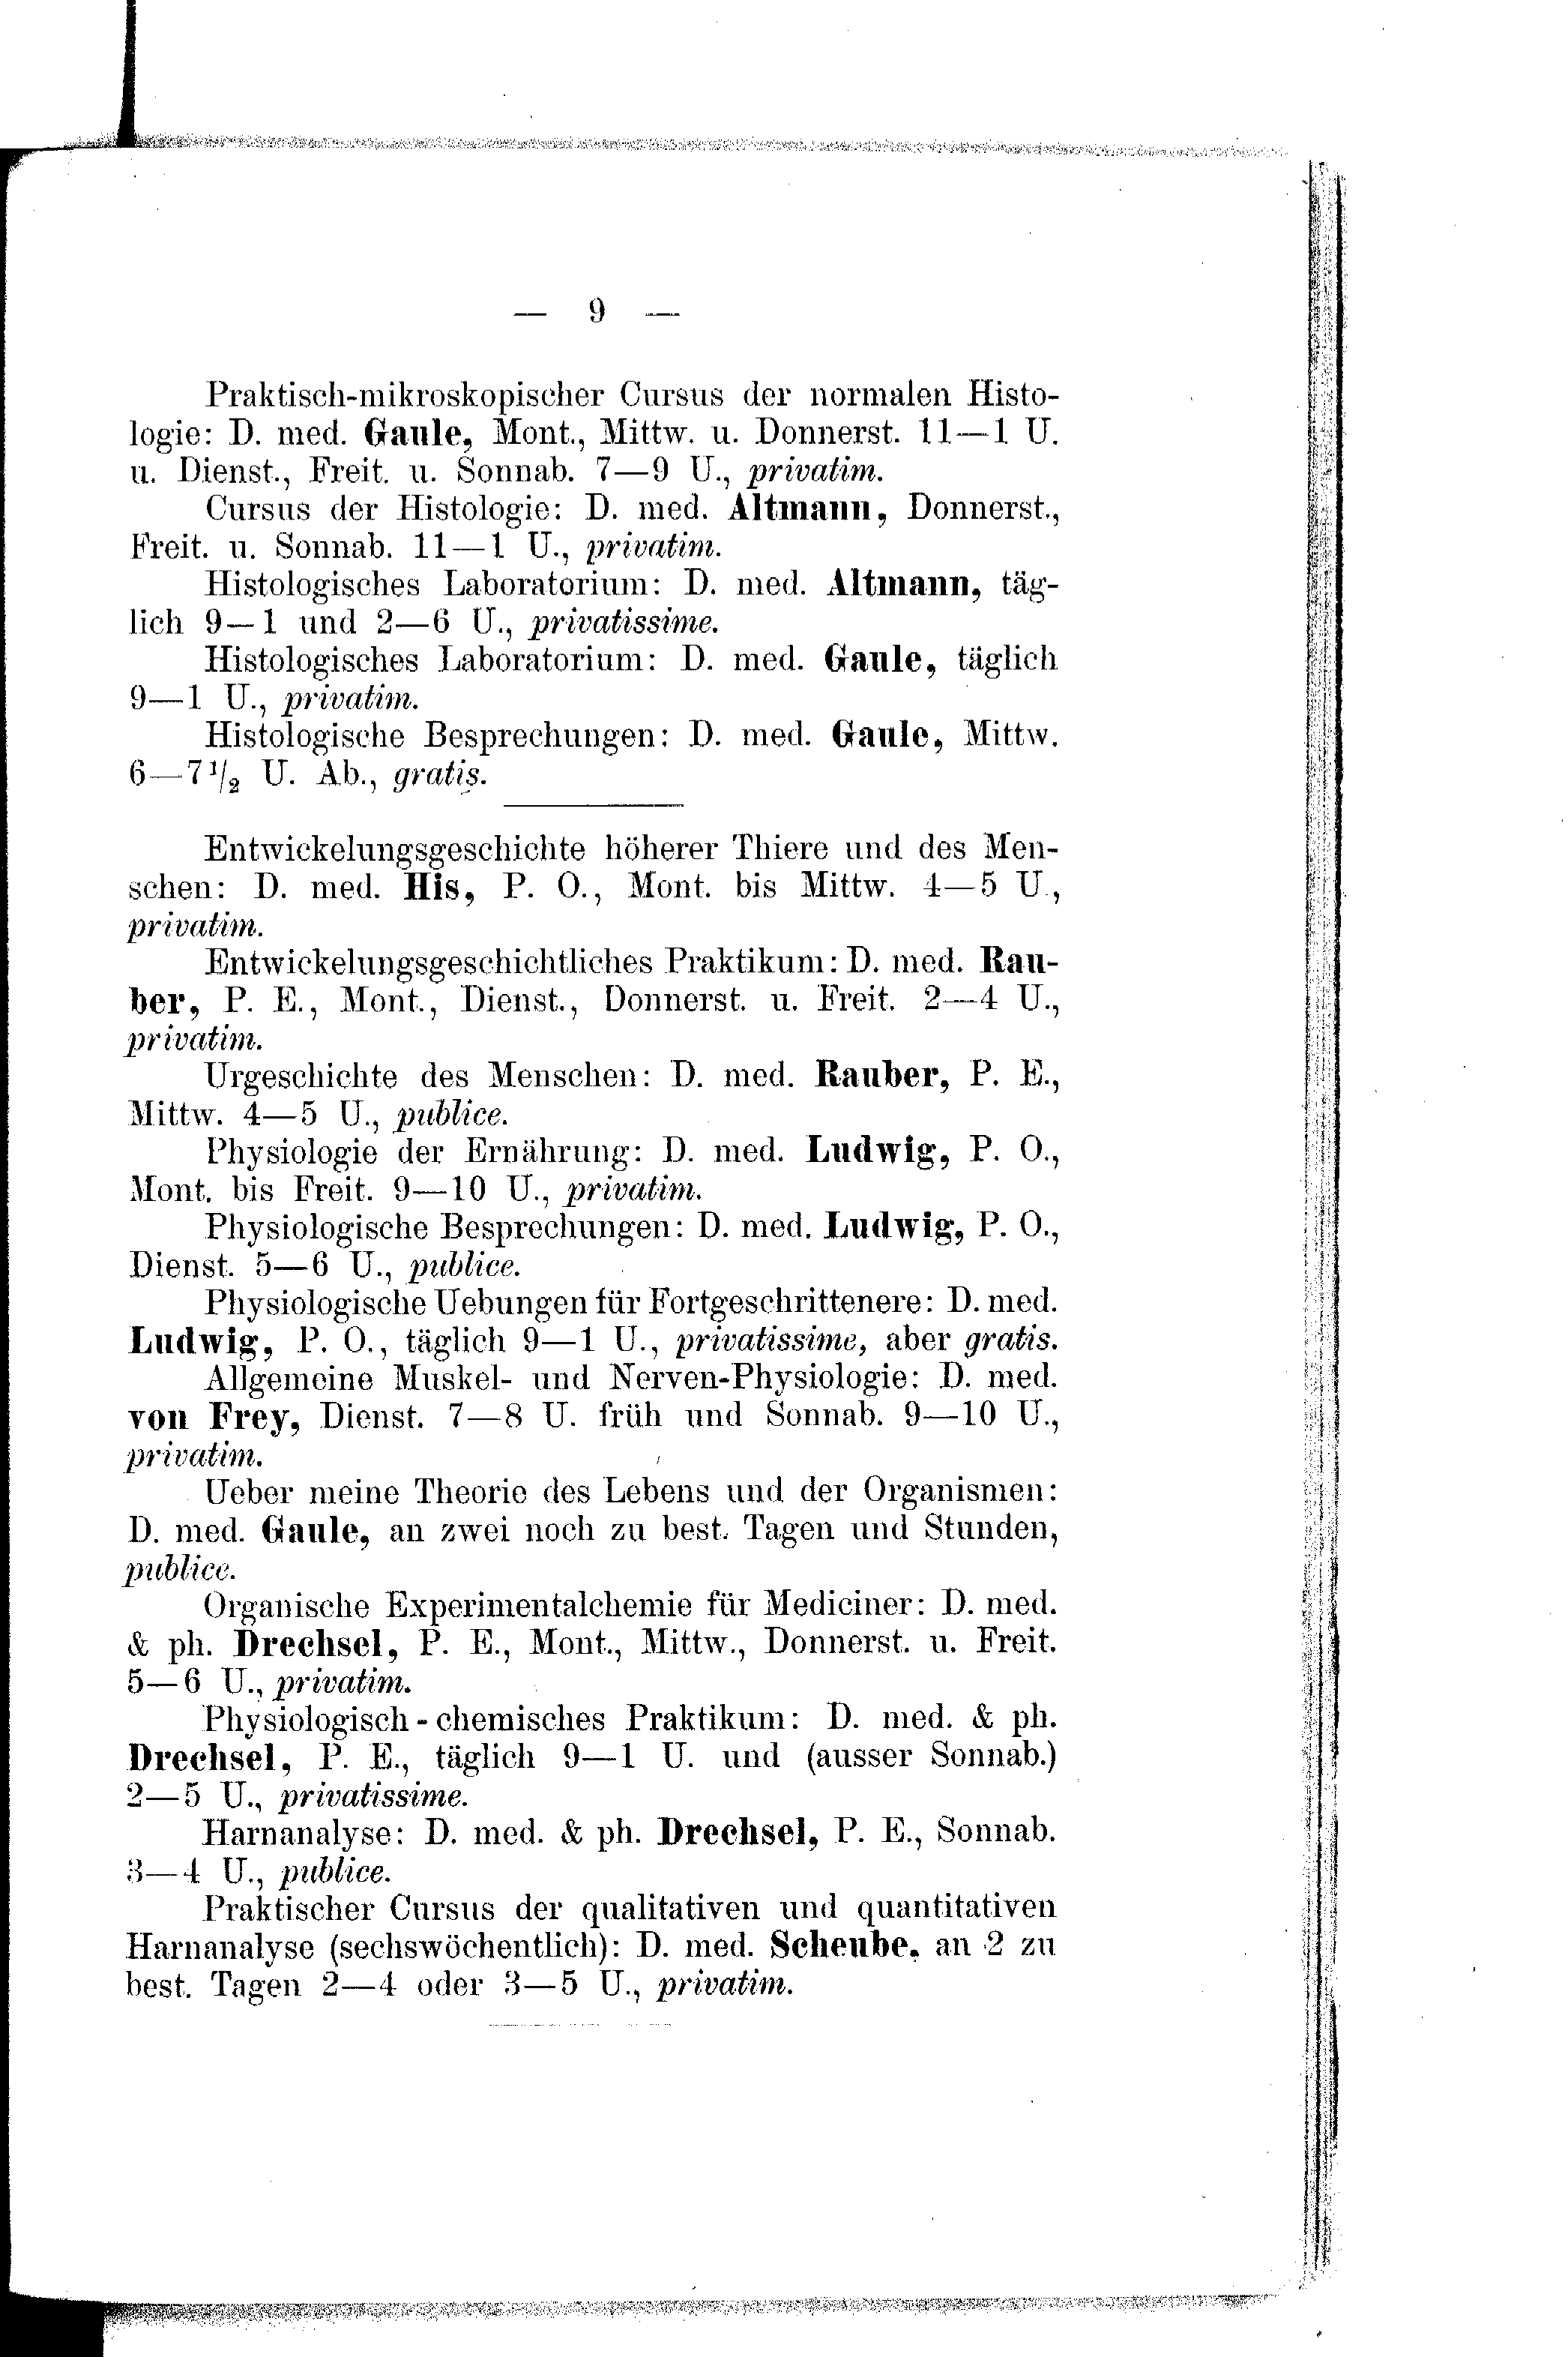 — 9 —
Praktisch-mikroskopischer Cursus der normalen Histo-
logie: D. med. Gaule, Mont., Mittw. u. Donnerst. 11—1 U.
u. Dienst., Freit. u. Sonnab. 7—9 U., privatim.
Cursus der Histologie: D. med. Altmann, Donnerst.,
Freit. u. Sonnab. 11—1 U., privatim.
Histologisches Laboratorium: D. med. Altmann, täg-
lich 9—1 und 2—6 U., privatissime.
Histologisches Laboratorium: D. med. Gaule, täglich
9—1 U., privatim.
Histologische Besprechungen: D. med. Gaule, Mittw.
6—7 1/2 U. Ab., gratis.
Entwickelungsgeschichte höherer Thiere und des Men-
schen: D. med. His, P. O., Mont. bis Mittw. 4—5 U.,
privatim.
Entwickelungsgeschichtliches Praktikum: D. med. Rau-
ber, P. E., Mont., Dienst., Donnerst. u. Freit. 2—4 U.,
privatim.
Urgeschichte des Menschen: D. med. Rauber, P. E.,
Mittw. 4—5 U., publice.
Physiologie der Ernährung: D. med. Ludwig, P. O.,
Mont. bis Freit. 9—10 U., privatim.
Physiologische Besprechungen: D. med. Ludwig, P. O.,
Dienst. 5—6 U., publice.
Physiologische Uebungen für Fortgeschrittenere: D. med.
Ludwig, P. O., täglich 9—1 U., privatissime, aber gratis.
Allgemeine Muskel- und Nerven-Physiologie: D. med.
von Frey, Dienst. 7—8 U. früh und Sonnab. 9—10 U.,
privatim.
Ueber meine Theorie des Lebens und der Organismen:
D. med. Gaule, an zwei noch zu best. Tagen und Stunden,
publice.
Organische Experimentalchemie für Mediciner: D. med.
& ph. Drechsel, P. E., Mont., Mittw., Donnerst. u. Freit.
5—6 U., privatim.
Physiologisch-chemisches Praktikum: D. med. & ph.
Drechsel, P. E., täglich 9—1 U. und (ausser Sonnab.)
2—5 U., privatissime.
Harnanalyse: D. med. & ph. Drechsel, P. E., Sonnab.
3—4 U., publice.
Praktischer Cursus der qualitativen und quantitativen
Harnanalyse (sechswöchentlich): D. med. Scheube, an 2 zu
best. Tagen 2—4 oder 3—5 U., privatim.